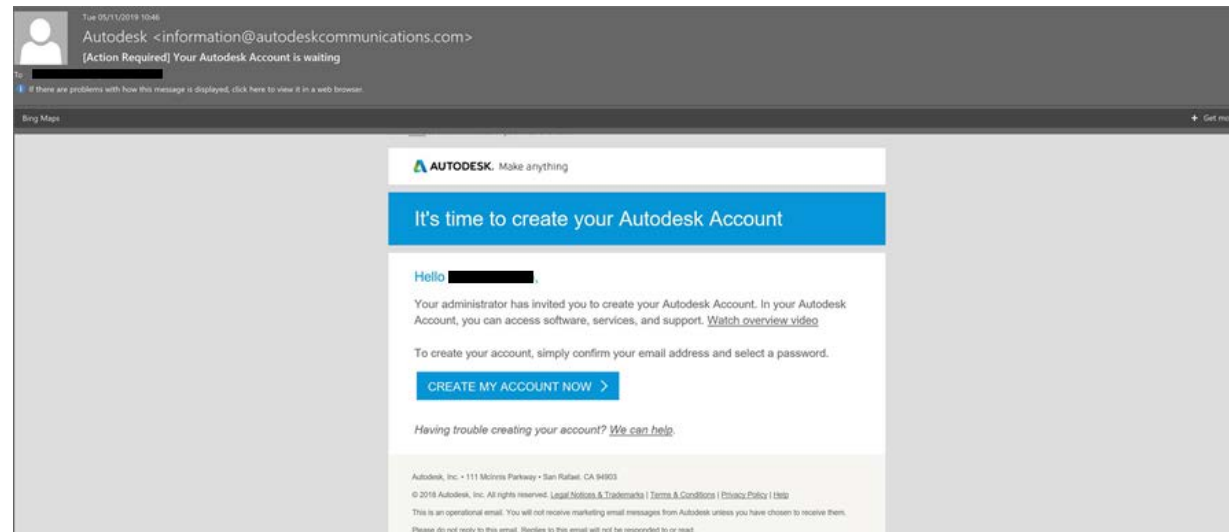 Tue 05/11/2019 10:46
Autodesk <information@autodeskcommunications.com>
[Action Required] Your Autodesk Account is waiting
To
If there are problems with how this message is displayed, click here to view it in a web browser.
Bing Maps
+ Get mo
AUTODESK. Make anything
It's time to create your Autodesk Account
Hello ,
Your administrator has invited you to create your Autodesk Account. In your Autodesk
Account, you can access software, services, and support. Watch overview video
To create your account, simply confirm your email address and select a password.
CREATE MY ACCOUNT NOW >
Having trouble creating your account? We can help.
Autodesk, Inc. • 111 McInnis Parkway • San Rafael, CA 94903
© 2018 Autodesk, Inc. All rights reserved. Legal Notices & Trademarks | Terms & Conditions | Privacy Policy | Help
This is an operational email. You will not receive marketing email messages from Autodesk unless you have chosen to receive them.
Please do not reply to this email. Replies to this email will not be responded to or read.